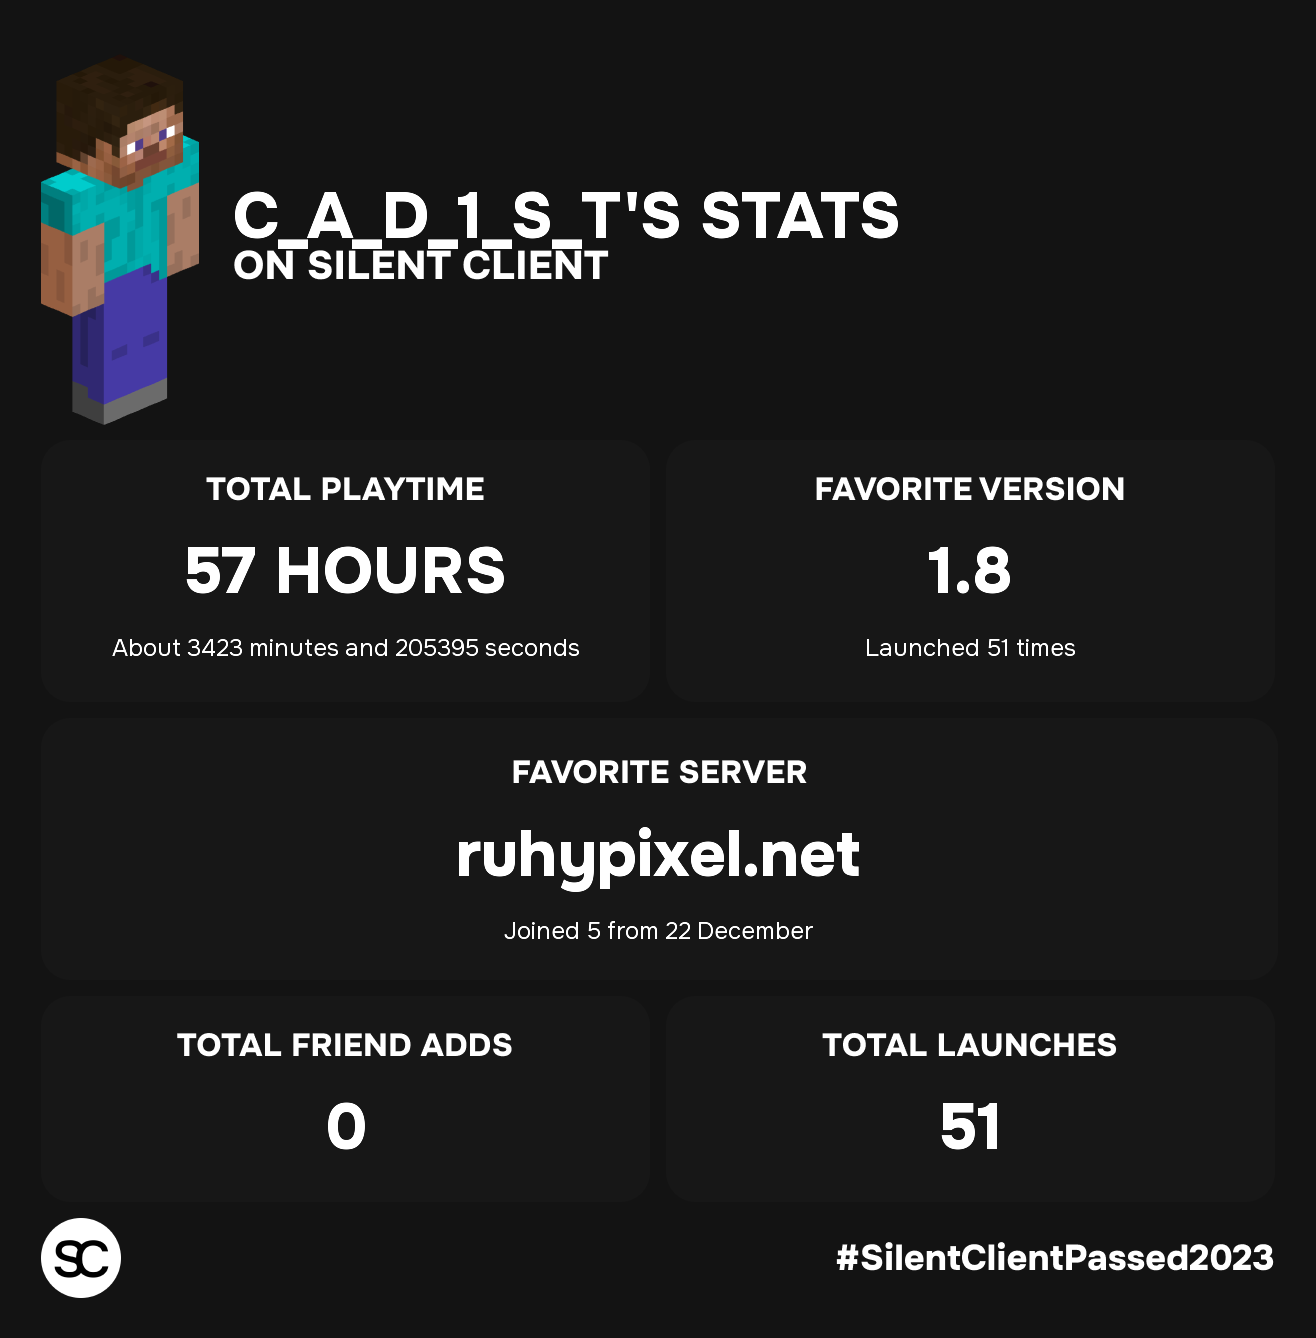 C_A_D_1_S_T'S STATS
ON SILENT CLIENT
TOTAL PLAYTIME
57 HOURS
About 3423 minutes and 205395 seconds
FAVORITE VERSION
1.8
Launched 51 times
FAVORITE SERVER
ruhypixel.net
Joined 5 from 22 December
TOTAL FRIEND ADDS
0
TOTAL LAUNCHES
51
SC
#SilentClientPassed2023